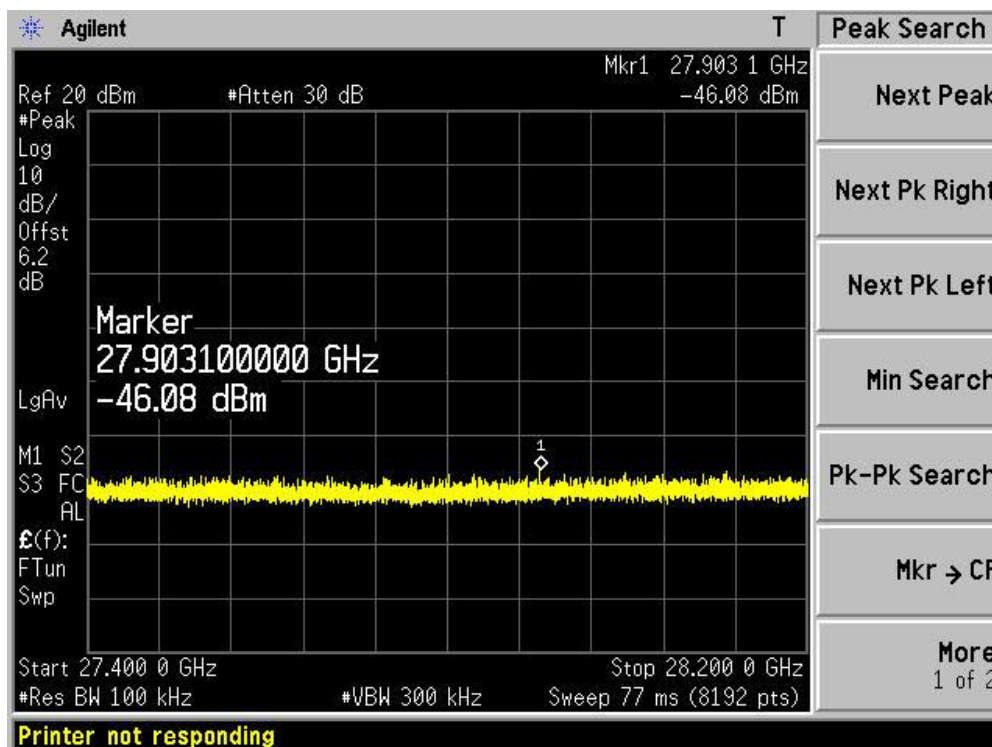 Agilent T
Peak Search
Mkr1 27.903 1 GHz
Ref 20 dBm #Atten 30 dB -46.08 dBm
#Peak
Log
10
dB/
Offst
6.2
dB
Marker
27.903100000 GHz
-46.08 dBm
LgAv
1
M1 S2
S3 FC
AL
£(f):
FTun
Swp
Start 27.400 0 GHz Stop 28.200 0 GHz
#Res BW 100 kHz #VBW 300 kHz Sweep 77 ms (8192 pts)
Printer not responding
Next Peak
Next Pk Right
Next Pk Left
Min Search
Pk-Pk Search
Mkr → CF
More
1 of 2